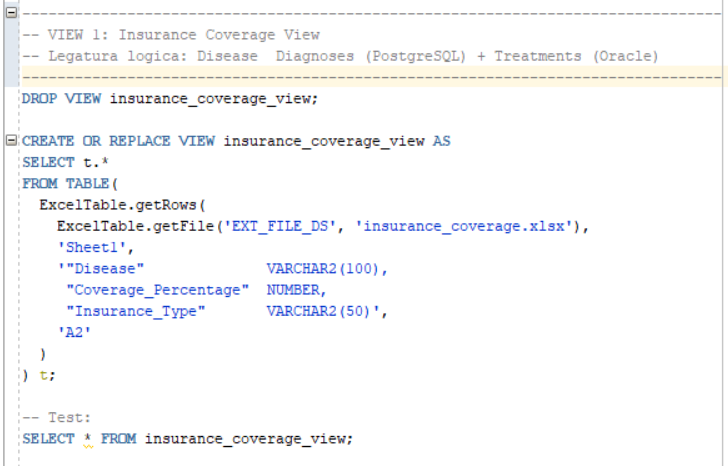 --------------------------------------------------------------------------------
-- VIEW 1: Insurance Coverage View
-- Legatura logica: Disease  Diagnoses (PostgreSQL) + Treatments (Oracle)
--------------------------------------------------------------------------------
DROP VIEW insurance_coverage_view;
CREATE OR REPLACE VIEW insurance_coverage_view AS
SELECT t.*
FROM TABLE(
  ExcelTable.getRows(
    ExcelTable.getFile('EXT_FILE_DS', 'insurance_coverage.xlsx'),
    'Sheet1',
    '"Disease"              VARCHAR2(100),
     "Coverage_Percentage"  NUMBER,
     "Insurance_Type"       VARCHAR2(50)',
    'A2'
  )
) t;
-- Test:
SELECT * FROM insurance_coverage_view;